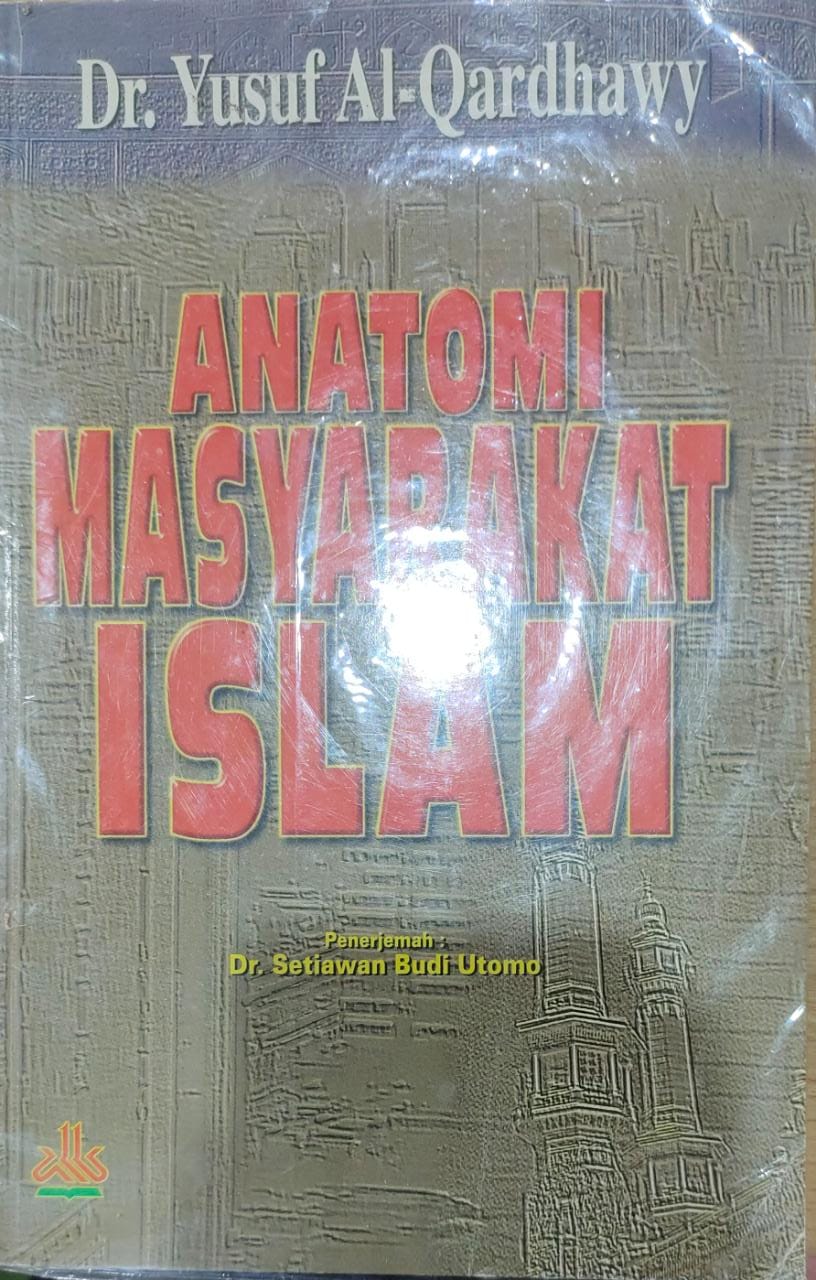 Dr. Yusuf Al-Qardhawy
ANATOMI
MASYARAKAT
ISLAM
Penerjemah :
Dr. Setiawan Budi Utomo